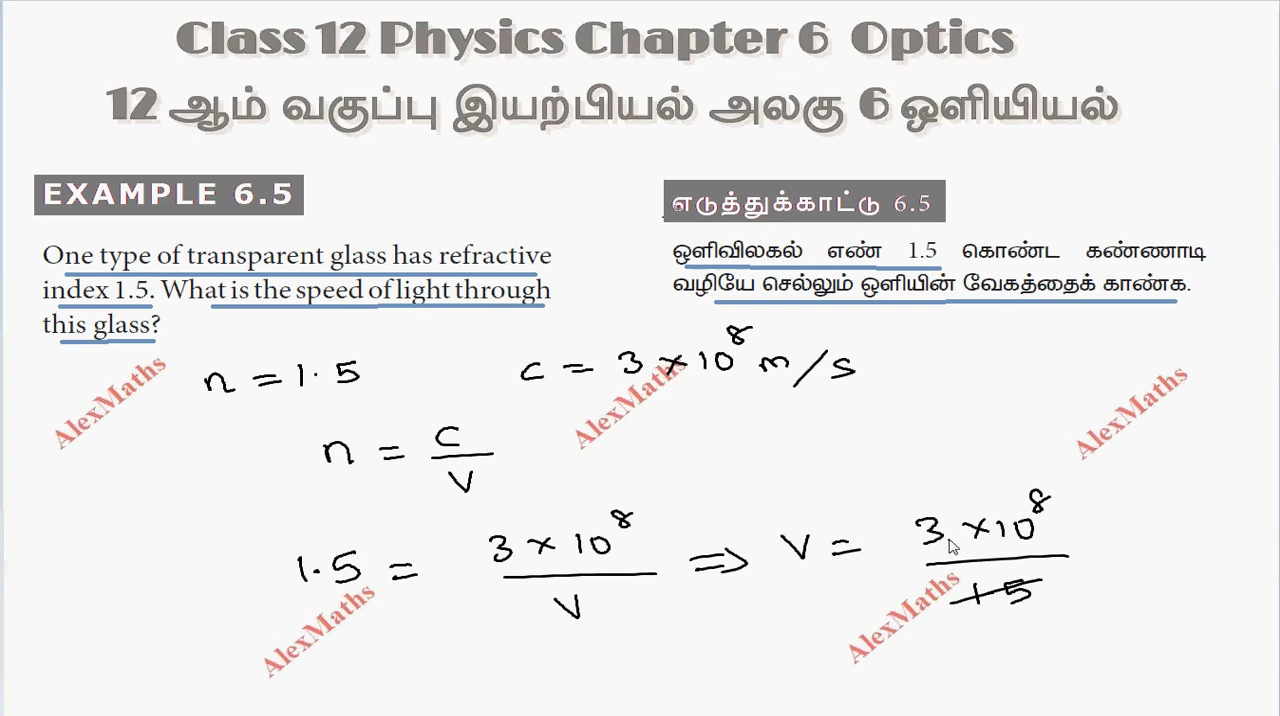 Class 12 Physics Chapter 6 Optics
12 ஆம் வகுப்பு இயற்பியல் அலகு 6 ஒளியியல்
EXAMPLE 6.5
One type of transparent glass has refractive
index 1.5. What is the speed of light through
this glass?
எடுத்துக்காட்டு 6.5
ஒளிவிலகல் எண் 1.5 கொண்ட கண்ணாடி
வழியே செல்லும் ஒளியின் வேகத்தைக் காண்க.
n = 1.5
c = 3 × 10⁸ m/s
AlexMaths
AlexMaths
AlexMaths
n = c/v
1.5 = 3 × 10⁸/v ⇒ v = 3 × 10⁸/1.5
AlexMaths
AlexMaths